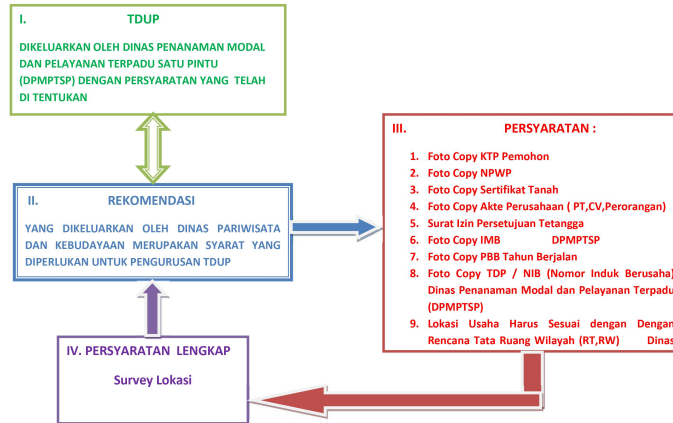 I. TDUP
DIKELUARKAN OLEH DINAS PENANAMAN MODAL
DAN PELAYANAN TERPADU SATU PINTU
(DPMPTSP) DENGAN PERSYARATAN YANG TELAH
DI TENTUKAN
II. REKOMENDASI
YANG DIKELUARKAN OLEH DINAS PARIWISATA
DAN KEBUDAYAAN MERUPAKAN SYARAT YANG
DIPERLUKAN UNTUK PENGURUSAN TDUP
III. PERSYARATAN :
1. Foto Copy KTP Pemohon
2. Foto Copy NPWP
3. Foto Copy Sertifikat Tanah
4. Foto Copy Akte Perusahaan ( PT,CV,Perorangan)
5. Surat Izin Persetujuan Tetangga
6. Foto Copy IMB DPMPTSP
7. Foto Copy PBB Tahun Berjalan
8. Foto Copy TDP / NIB (Nomor Induk Berusaha)
Dinas Penanaman Modal dan Pelayanan Terpadu
(DPMPTSP)
9. Lokasi Usaha Harus Sesuai dengan Dengan
Rencana Tata Ruang Wilayah (RT,RW) Dinas
IV. PERSYARATAN LENGKAP
Survey Lokasi